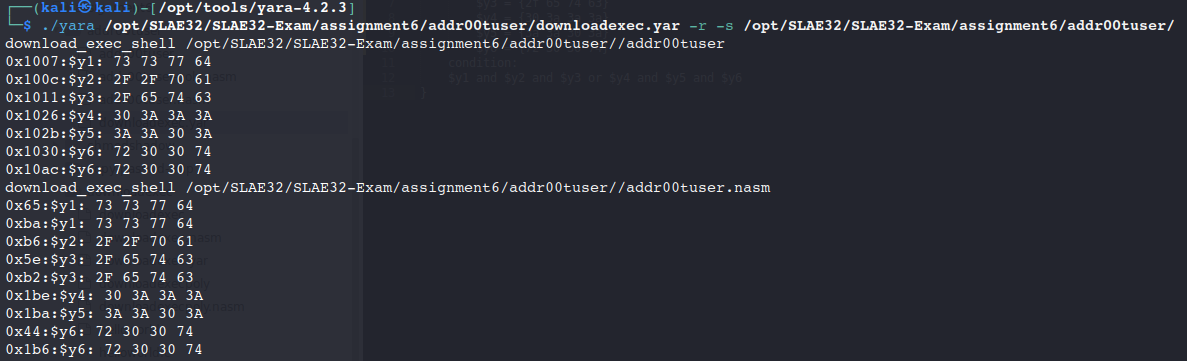 ┌──(kali㉿kali)-[/opt/tools/yara-4.2.3]
└─$ ./yara /opt/SLAE32/SLAE32-Exam/assignment6/addr00tuser/downloadexec.yar -r -s /opt/SLAE32/SLAE32-Exam/assignment6/addr00tuser/
download_exec_shell /opt/SLAE32/SLAE32-Exam/assignment6/addr00tuser//addr00tuser
0x1007:$y1: 73 73 77 64
0x100c:$y2: 2F 2F 70 61
0x1011:$y3: 2F 65 74 63
0x1026:$y4: 30 3A 3A 3A
0x102b:$y5: 3A 3A 30 3A
0x1030:$y6: 72 30 30 74
0x10ac:$y6: 72 30 30 74
download_exec_shell /opt/SLAE32/SLAE32-Exam/assignment6/addr00tuser//addr00tuser.nasm
0x65:$y1: 73 73 77 64
0xba:$y1: 73 73 77 64
0xb6:$y2: 2F 2F 70 61
0x5e:$y3: 2F 65 74 63
0xb2:$y3: 2F 65 74 63
0x1be:$y4: 30 3A 3A 3A
0x1ba:$y5: 3A 3A 30 3A
0x44:$y6: 72 30 30 74
0x1b6:$y6: 72 30 30 74
condition:
$y1 and $y2 and $y3 or $y4 and $y5 and $y6
}